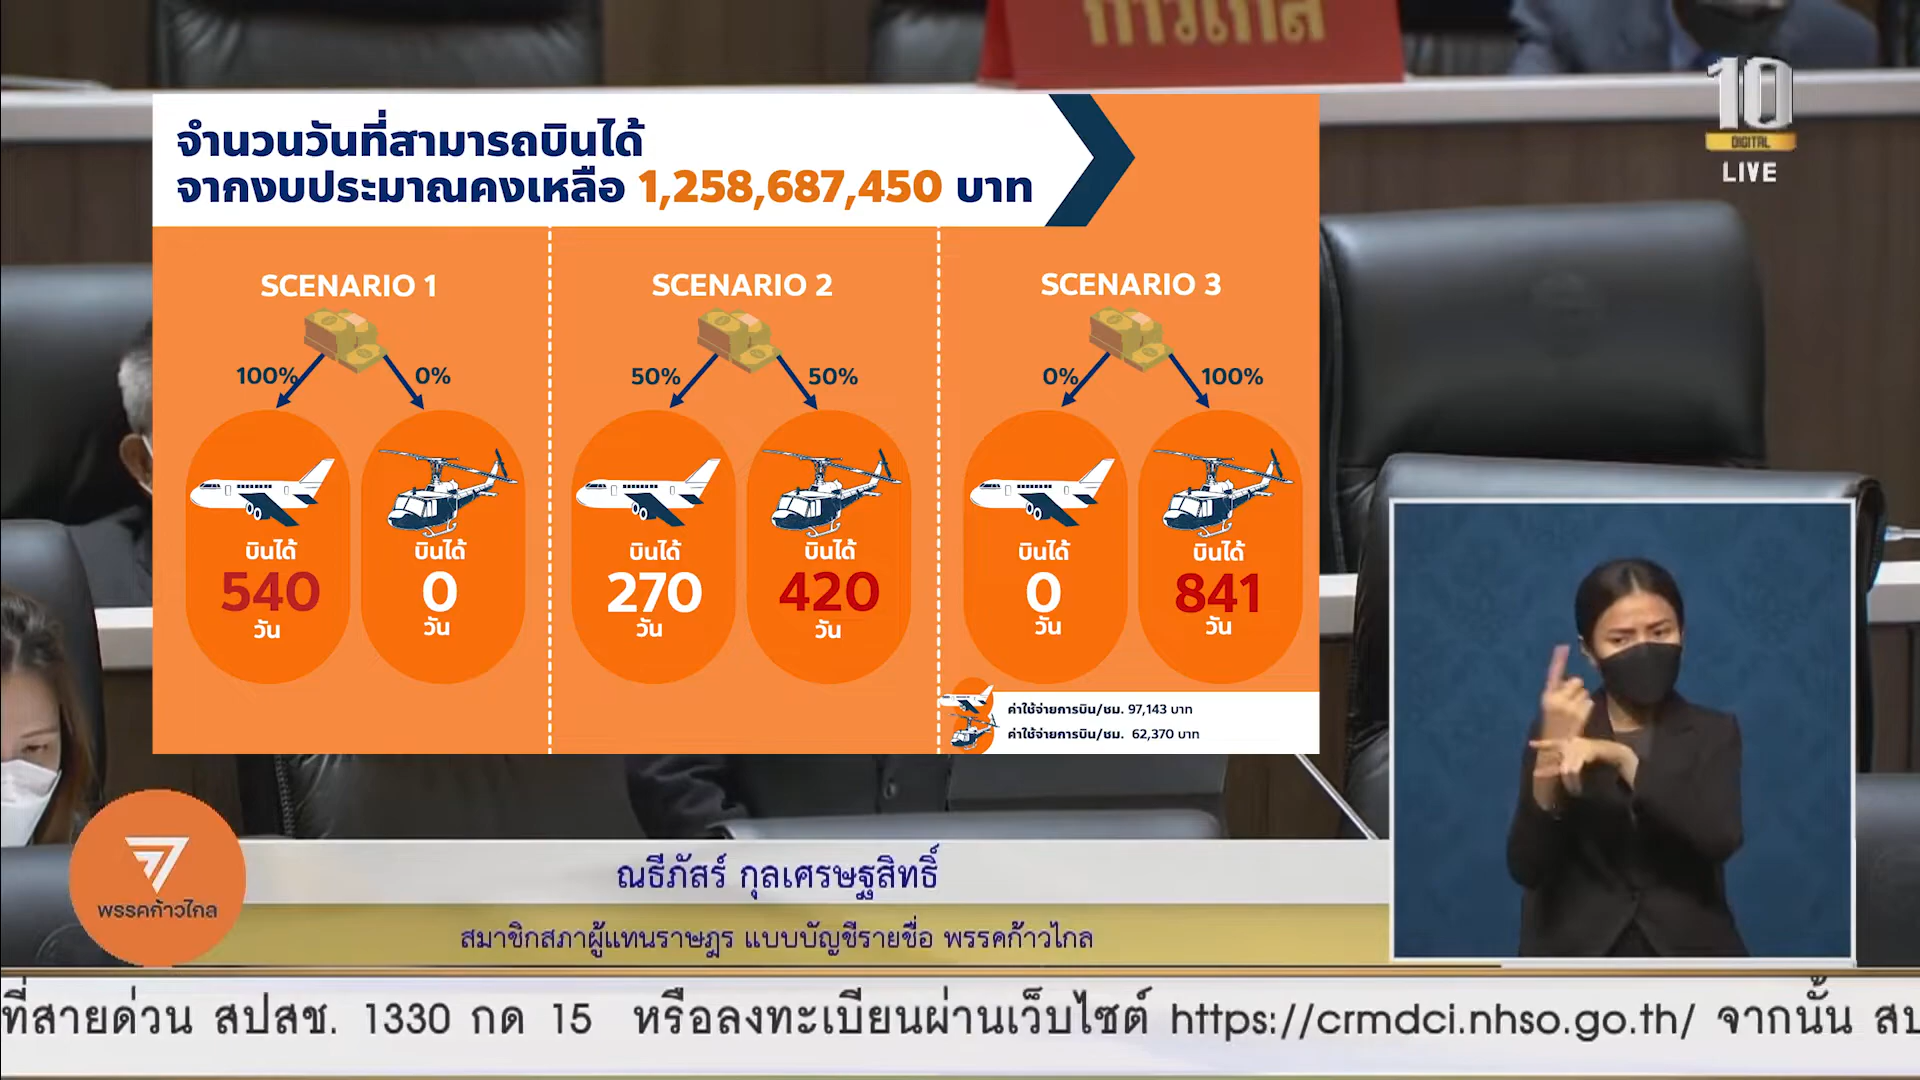 ก้าวไกล
10
DIGITAL
LIVE
จำนวนวันที่สามารถบินได้
จากงบประมาณคงเหลือ 1,258,687,450 บาท
SCENARIO 1
100%
0%
บินได้
540
วัน
บินได้
0
วัน
SCENARIO 2
50%
50%
บินได้
270
วัน
บินได้
420
วัน
SCENARIO 3
0%
100%
บินได้
0
วัน
บินได้
841
วัน
ค่าใช้จ่ายการบิน/ชม. 97,143 บาท
ค่าใช้จ่ายการบิน/ชม. 62,370 บาท
พรรคก้าวไกล
ณธีภัสร์ กุลเศรษฐสิทธิ์
สมาชิกสภาผู้แทนราษฎร แบบบัญชีรายชื่อ พรรคก้าวไกล
ที่สายด่วน สปสช. 1330 กด 15 หรือลงทะเบียนผ่านเว็บไซต์ https://crmdci.nhso.go.th/ จากนั้น สป